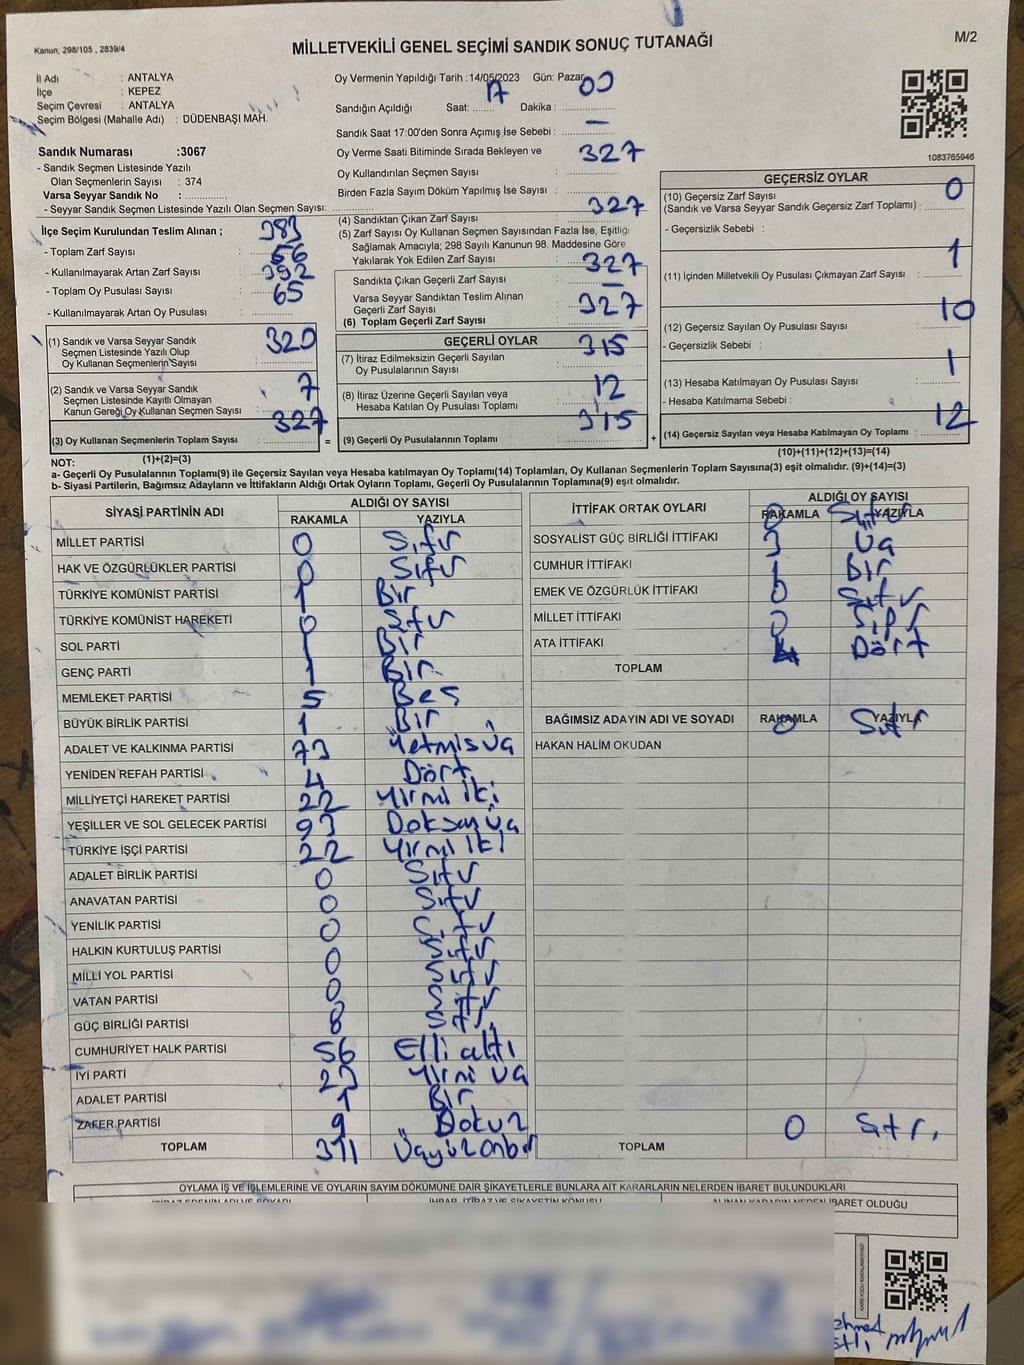 Kanun: 298/105 , 2839/4
MİLLETVEKİLİ GENEL SEÇİMİ SANDIK SONUÇ TUTANAĞI
M/2
İl Adı : ANTALYA
İlçe : KEPEZ
Seçim Çevresi : ANTALYA
Seçim Bölgesi (Mahalle Adı) : DÜDENBAŞI MAH.
Oy Vermenin Yapıldığı Tarih : 14/05/2023 Gün: Pazar
Sandığın Açıldığı Saat: 17 Dakika : 00
Sandık Saat 17:00'den Sonra Açımış İse Sebebi : —
Oy Verme Saati Bitiminde Sırada Bekleyen ve
Oy Kullandırılan Seçmen Sayısı : 327
Birden Fazla Sayım Döküm Yapılmış İse Sayısı :
1083765946
Sandık Numarası :3067
- Sandık Seçmen Listesinde Yazılı
Olan Seçmenlerin Sayısı : 374
Varsa Seyyar Sandık No :
- Seyyar Sandık Seçmen Listesinde Yazılı Olan Seçmen Sayısı:
İlçe Seçim Kurulundan Teslim Alınan ;
- Toplam Zarf Sayısı : 383
- Kullanılmayarak Artan Zarf Sayısı : 56
- Toplam Oy Pusulası Sayısı : 392
- Kullanılmayarak Artan Oy Pusulası : 65
(1) Sandık ve Varsa Seyyar Sandık
Seçmen Listesinde Yazılı Olup
Oy Kullanan Seçmenlerin Sayısı : 320
(2) Sandık ve Varsa Seyyar Sandık
Seçmen Listesinde Kayıtlı Olmayan
Kanun Gereği Oy Kullanan Seçmen Sayısı : 7
(3) Oy Kullanan Seçmenlerin Toplam Sayısı : 327
(1)+(2)=(3)
(4) Sandıktan Çıkan Zarf Sayısı : 327
(5) Zarf Sayısı Oy Kullanan Seçmen Sayısından Fazla İse, Eşitliği
Sağlamak Amacıyla; 298 Sayılı Kanunun 98. Maddesine Göre
Yakılarak Yok Edilen Zarf Sayısı :
Sandıkta Çıkan Geçerli Zarf Sayısı : 327
Varsa Seyyar Sandıktan Teslim Alınan
Geçerli Zarf Sayısı : —
(6) Toplam Geçerli Zarf Sayısı : 327
GEÇERLİ OYLAR
(7) İtiraz Edilmeksizin Geçerli Sayılan
Oy Pusulalarının Sayısı : 315
(8) İtiraz Üzerine Geçerli Sayılan veya
Hesaba Katılan Oy Pusulası Toplamı : 12
= (9) Geçerli Oy Pusulalarının Toplamı : 315 +
GEÇERSİZ OYLAR
(10) Geçersiz Zarf Sayısı
(Sandık ve Varsa Seyyar Sandık Geçersiz Zarf Toplamı) : 0
- Geçersizlik Sebebi :
(11) İçinden Milletvekili Oy Pusulası Çıkmayan Zarf Sayısı : 1
(12) Geçersiz Sayılan Oy Pusulası Sayısı : 10
- Geçersizlik Sebebi :
(13) Hesaba Katılmayan Oy Pusulası Sayısı : 1
- Hesaba Katılmama Sebebi :
(14) Geçersiz Sayılan veya Hesaba Katılmayan Oy Toplamı : 12
(10)+(11)+(12)+(13)=(14)
NOT:
a- Geçerli Oy Pusulalarının Toplamı(9) ile Geçersiz Sayılan veya Hesaba katılmayan Oy Toplamı(14) Toplamları, Oy Kullanan Seçmenlerin Toplam Sayısına(3) eşit olmalıdır. (9)+(14)=(3)
b- Siyasi Partilerin, Bağımsız Adayların ve İttifakların Aldığı Ortak Oyların Toplamı, Geçerli Oy Pusulalarının Toplamına(9) eşit olmalıdır.
SİYASİ PARTİNİN ADI ALDIĞI OY SAYISI
RAKAMLA YAZIYLA
MİLLET PARTİSİ 0 Sıfır
HAK VE ÖZGÜRLÜKLER PARTİSİ 0 Sıfır
TÜRKİYE KOMÜNİST PARTİSİ 1 Bir
TÜRKİYE KOMÜNİST HAREKETİ 0 Sıfır
SOL PARTİ 1 Bir
GENÇ PARTİ 1 Bir
MEMLEKET PARTİSİ 5 Beş
BÜYÜK BİRLİK PARTİSİ 1 Bir
ADALET VE KALKINMA PARTİSİ 73 Yetmiş üç
YENİDEN REFAH PARTİSİ 4 Dört
MİLLİYETÇİ HAREKET PARTİSİ 22 Yirmi iki
YEŞİLLER VE SOL GELECEK PARTİSİ 93 Doksan üç
TÜRKİYE İŞÇİ PARTİSİ 22 Yirmi iki
ADALET BİRLİK PARTİSİ 0 Sıfır
ANAVATAN PARTİSİ 0 Sıfır
YENİLİK PARTİSİ 0 Sıfır
HALKIN KURTULUŞ PARTİSİ 0 Sıfır
MİLLİ YOL PARTİSİ 0 Sıfır
VATAN PARTİSİ 0 Sıfır
GÜÇ BİRLİĞİ PARTİSİ Sıfır
CUMHURİYET HALK PARTİSİ 56 Elli altı
İYİ PARTİ 23 Yirmi üç
ADALET PARTİSİ 1 Bir
ZAFER PARTİSİ 9 Dokuz
TOPLAM 311 Üçyüz onbir
İTTİFAK ORTAK OYLARI ALDIĞI OY SAYISI
RAKAMLA YAZIYLA
SOSYALİST GÜÇ BİRLİĞİ İTTİFAKI 0 Sıfır
CUMHUR İTTİFAKI 3 Üç
EMEK VE ÖZGÜRLÜK İTTİFAKI 1 Bir
MİLLET İTTİFAKI 0 Sıfır
ATA İTTİFAKI 0 Sıfır
TOPLAM 4 Dört
BAĞIMSIZ ADAYIN ADI VE SOYADI RAKAMLA YAZIYLA
HAKAN HALİM OKUDAN 0 Sıfır
TOPLAM 0 Sıfır
OYLAMA İŞ VE İŞLEMLERİNE VE OYLARIN SAYIM DÖKÜMÜNE DAİR ŞİKAYETLERLE BUNLARA AİT KARARLARIN NELERDEN İBARET BULUNDUKLARI